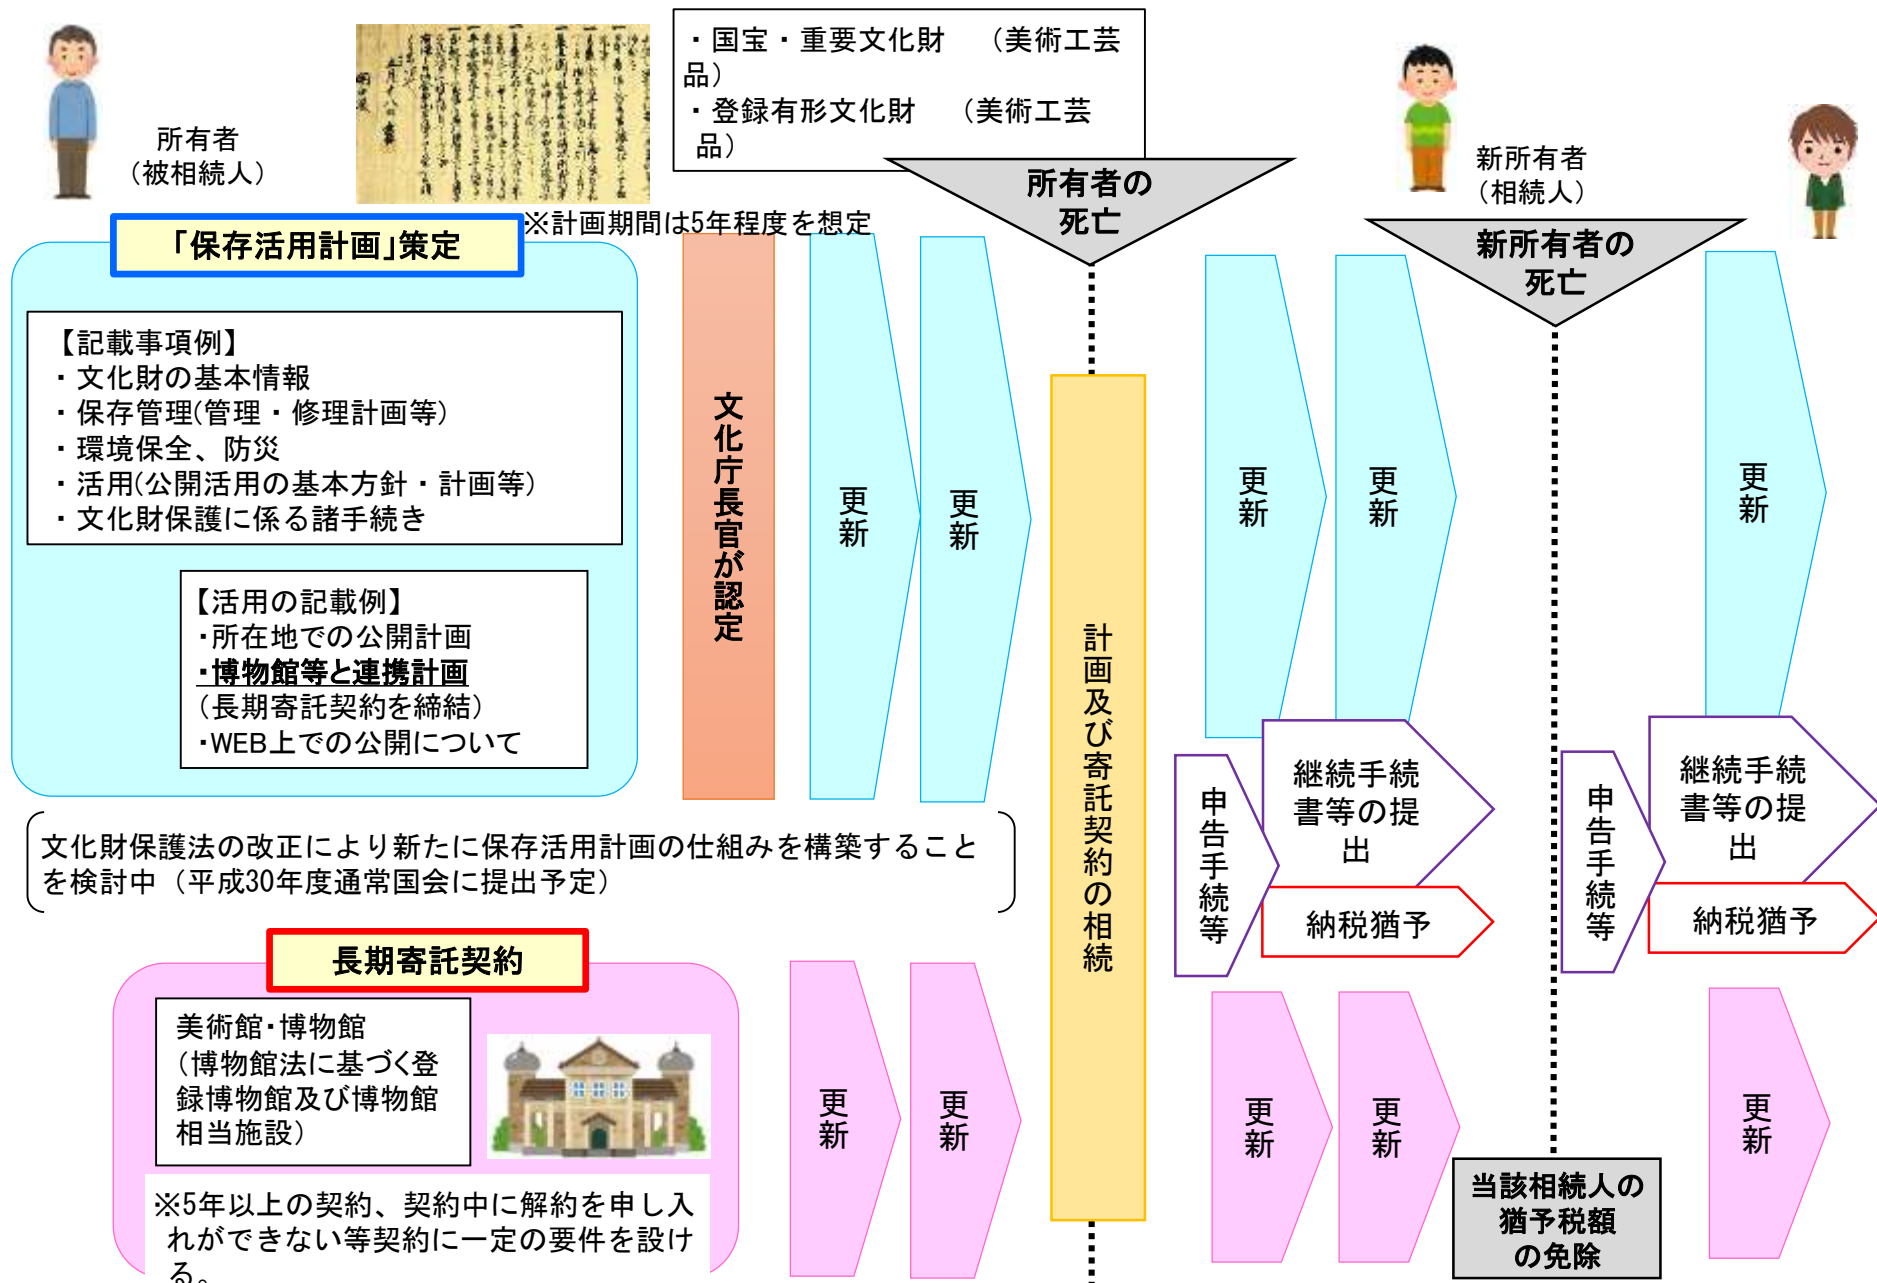 所有者
（被相続人）
・国宝・重要文化財　（美術工芸
品）
・登録有形文化財　（美術工芸
品）
新所有者
（相続人）
所有者の
死亡
新所有者の
死亡
※計画期間は5年程度を想定
「保存活用計画」策定
【記載事項例】
・文化財の基本情報
・保存管理(管理・修理計画等)
・環境保全、防災
・活用(公開活用の基本方針・計画等)
・文化財保護に係る諸手続き
【活用の記載例】
・所在地での公開計画
・博物館等と連携計画
（長期寄託契約を締結）
・WEB上での公開について
文化庁長官が認定
更新
更新
計画及び寄託契約の相続
更新
更新
更新
申告手続等
継続手続
書等の提
出
納税猶予
申告手続等
継続手続
書等の提
出
納税猶予
文化財保護法の改正により新たに保存活用計画の仕組みを構築すること
を検討中（平成30年度通常国会に提出予定）
長期寄託契約
美術館・博物館
（博物館法に基づく登
録博物館及び博物館
相当施設）
※5年以上の契約、契約中に解約を申し入
れができない等契約に一定の要件を設け
る。
更新
更新
更新
更新
更新
当該相続人の
猶予税額
の免除